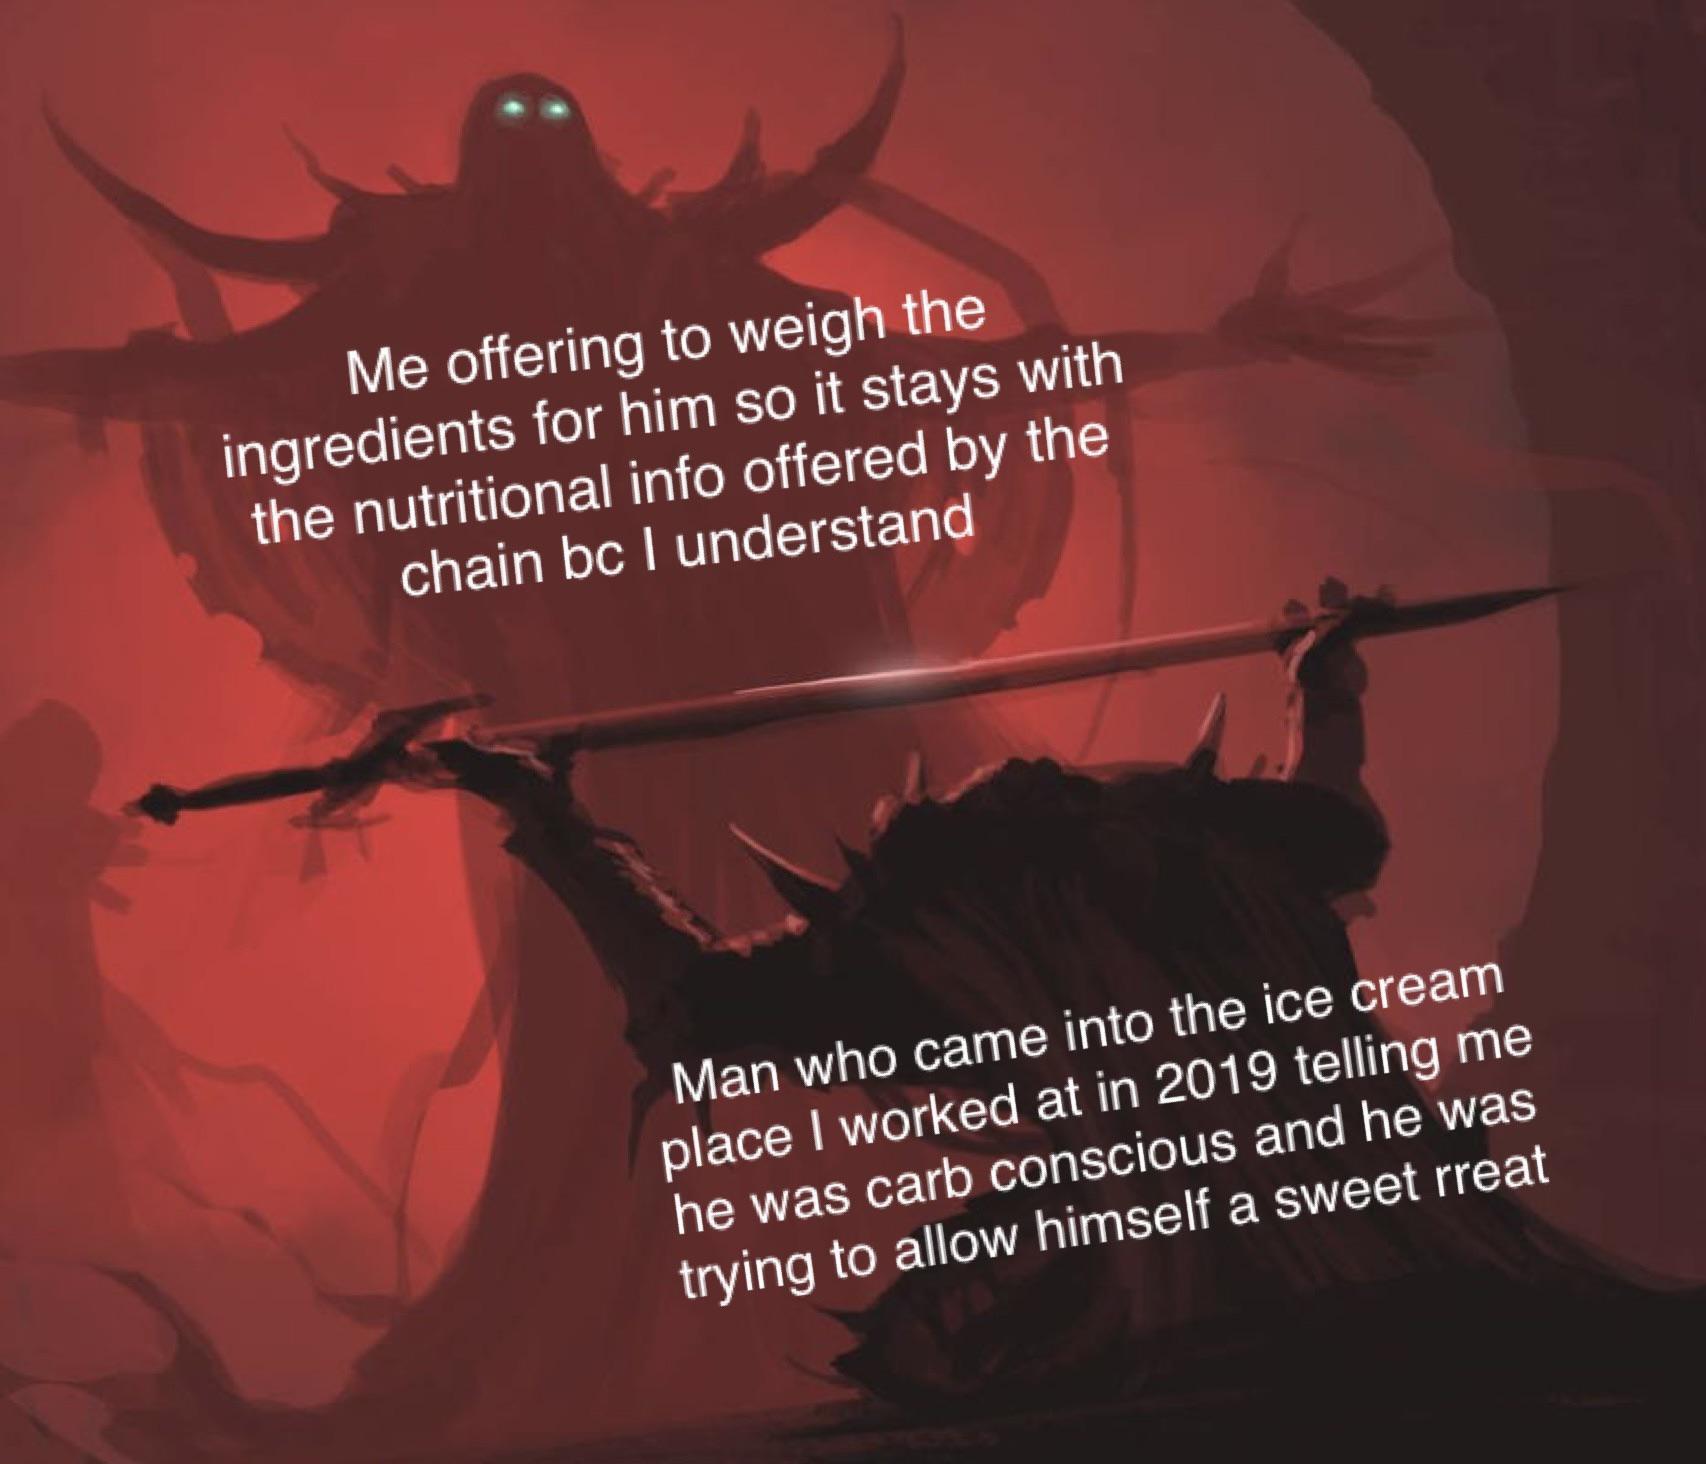 Me offering to weigh the
ingredients for him so it stays with
the nutritional info offered by the
chain bc I understand
Man who came into the ice cream
place I worked at in 2019 telling me
he was carb conscious and he was
trying to allow himself a sweet rreat